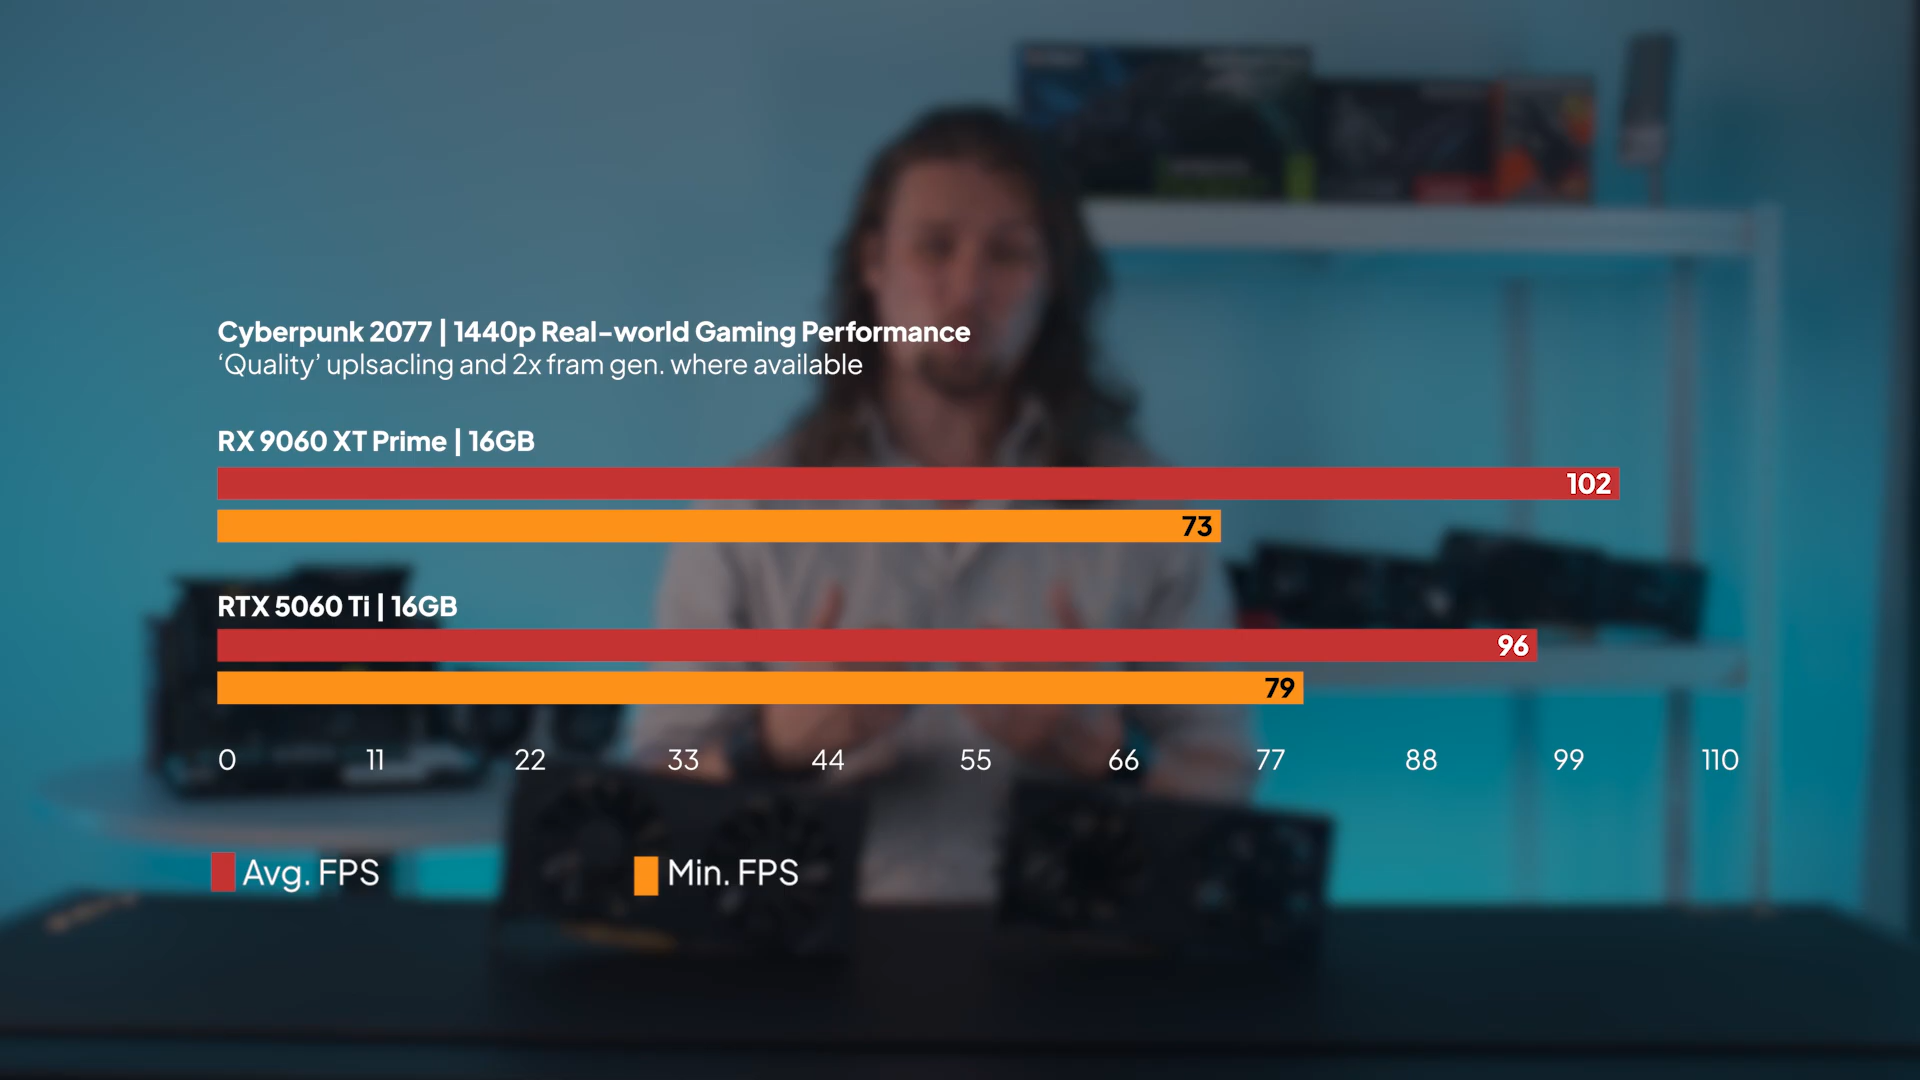 Cyberpunk 2077 | 1440p Real-world Gaming Performance
‘Quality’ uplsacling and 2x fram gen. where available
RX 9060 XT Prime | 16GB
102
73
RTX 5060 Ti | 16GB
96
79
0 11 22 33 44 55 66 77 88 99 110
Avg. FPS Min. FPS